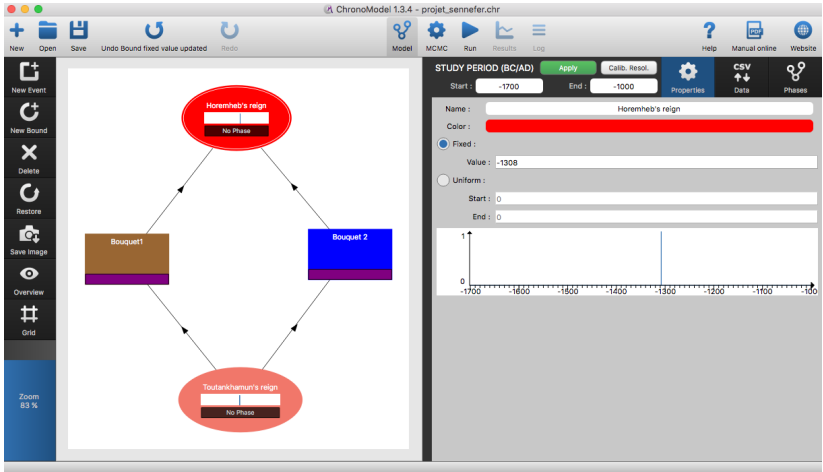 ChronoModel 1.3.4 - projet_sennefer.chr
New Open Save Undo Bound fixed value updated Redo Model MCMC Run Results Log Help Manual online Website
PDF
New Event
New Bound
Delete
Restore
Save Image
Overview
Grid
Zoom
83 %
Horemheb's reign
No Phase
Bouquet1
Bouquet 2
Toutankhamun's reign
No Phase
STUDY PERIOD (BC/AD) Apply Calib. Resol.
Start : -1700 End : -1000
Properties
CSV
Data
Phases
Name : Horemheb's reign
Color :
Fixed :
Value : -1308
Uniform :
Start : 0
End : 0
1
0
-1700 -1600 -1500 -1400 -1300 -1200 -1100 -100